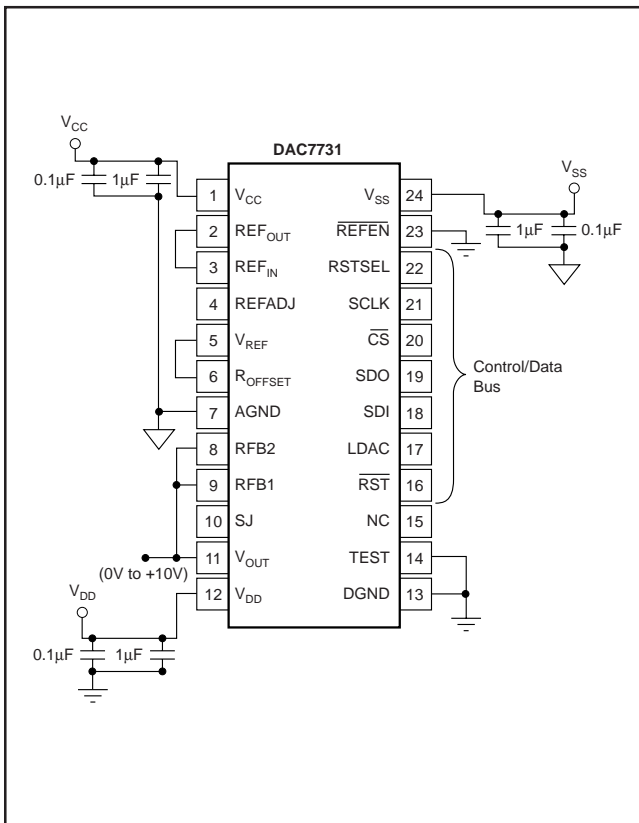 DAC7731
V_CC
0.1μF 1μF
V_SS
1μF 0.1μF
1 V_CC
2 REF_OUT
3 REF_IN
4 REFADJ
5 V_REF
6 R_OFFSET
7 AGND
8 RFB2
9 RFB1
10 SJ
11 V_OUT
12 V_DD
V_SS 24
R̅E̅F̅E̅N̅ 23
RSTSEL 22
SCLK 21
C̅S̅ 20
SDO 19
SDI 18
LDAC 17
R̅S̅T̅ 16
NC 15
TEST 14
DGND 13
Control/Data
Bus
(0V to +10V)
V_DD
0.1μF 1μF